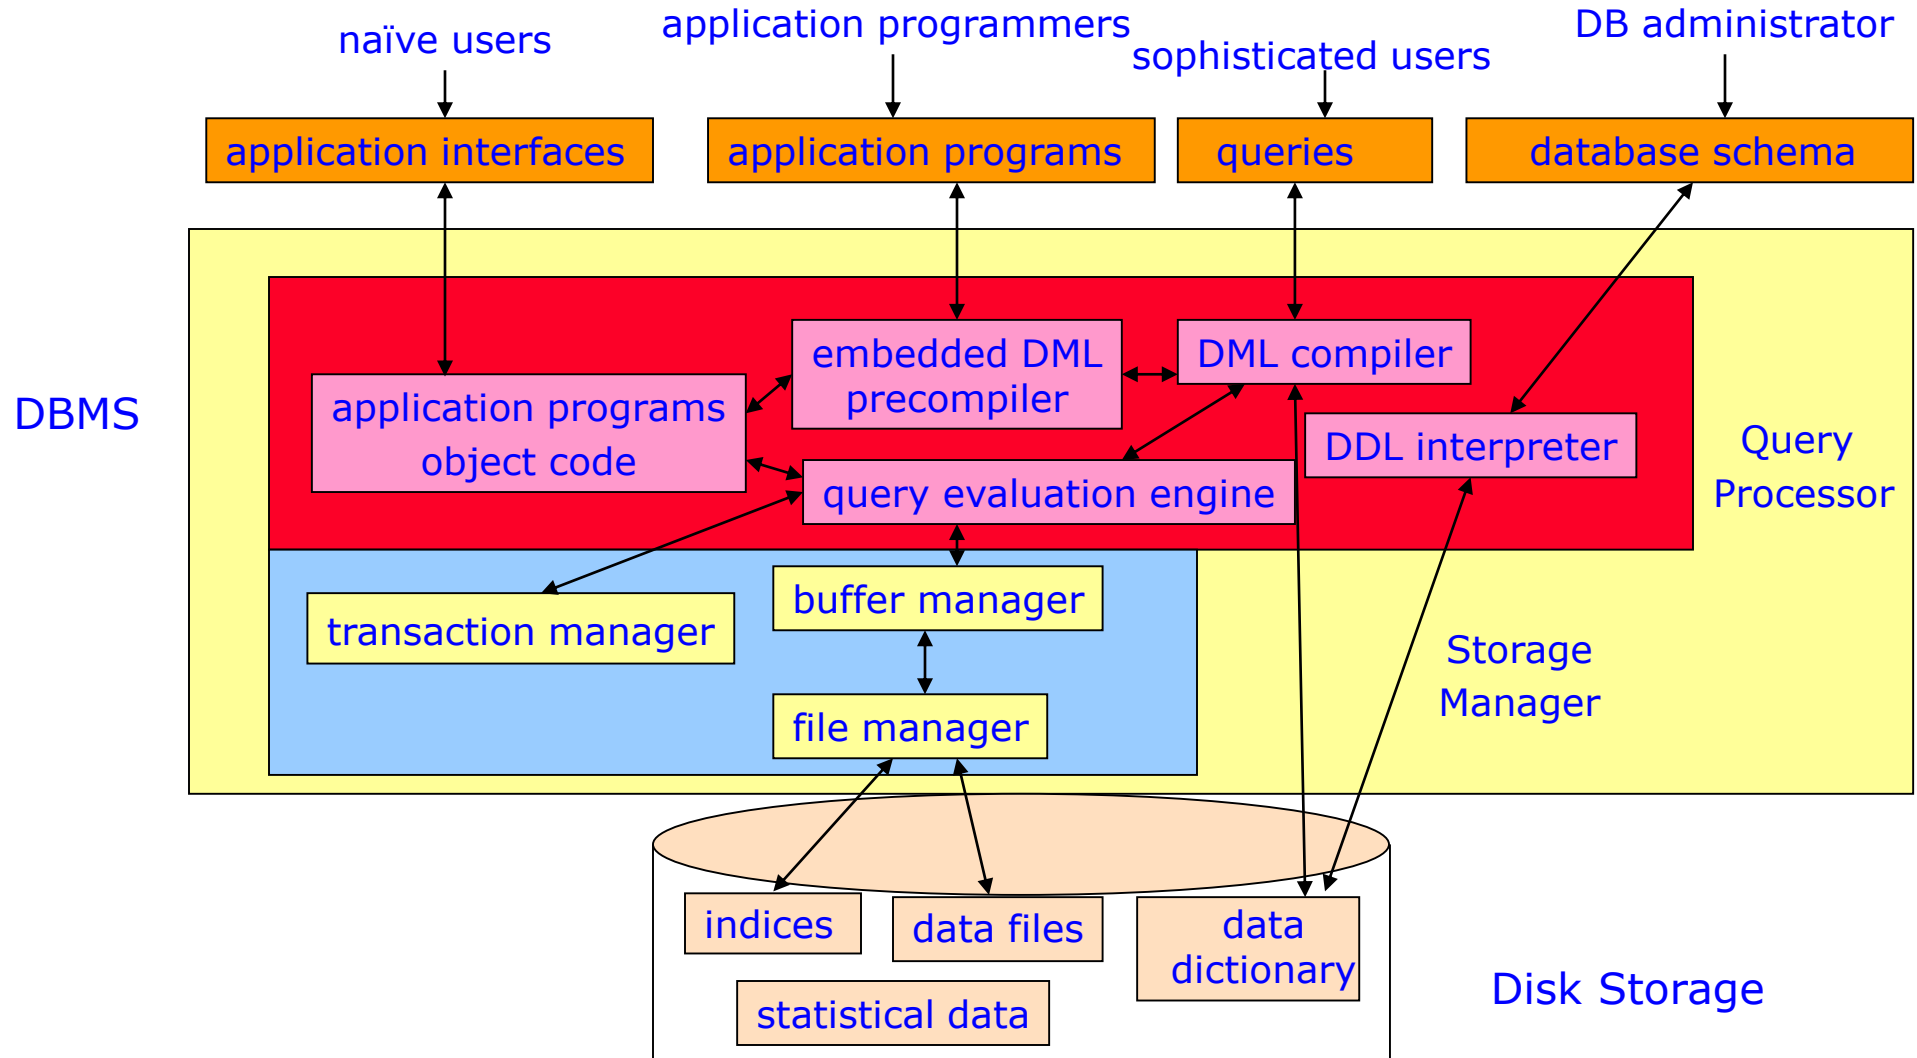 naïve users
application programmers
sophisticated users
DB administrator
application interfaces
application programs
queries
database schema
DBMS
embedded DML
precompiler
DML compiler
application programs
object code
DDL interpreter
query evaluation engine
Query
Processor
buffer manager
transaction manager
Storage
Manager
file manager
indices
data files
data
dictionary
statistical data
Disk Storage